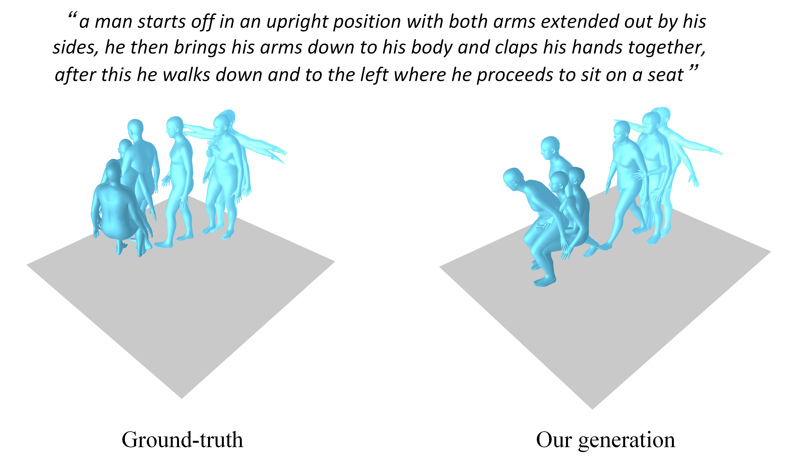 “a man starts off in an upright position with both arms extended out by his
sides, he then brings his arms down to his body and claps his hands together,
after this he walks down and to the left where he proceeds to sit on a seat”
Ground-truth
Our generation